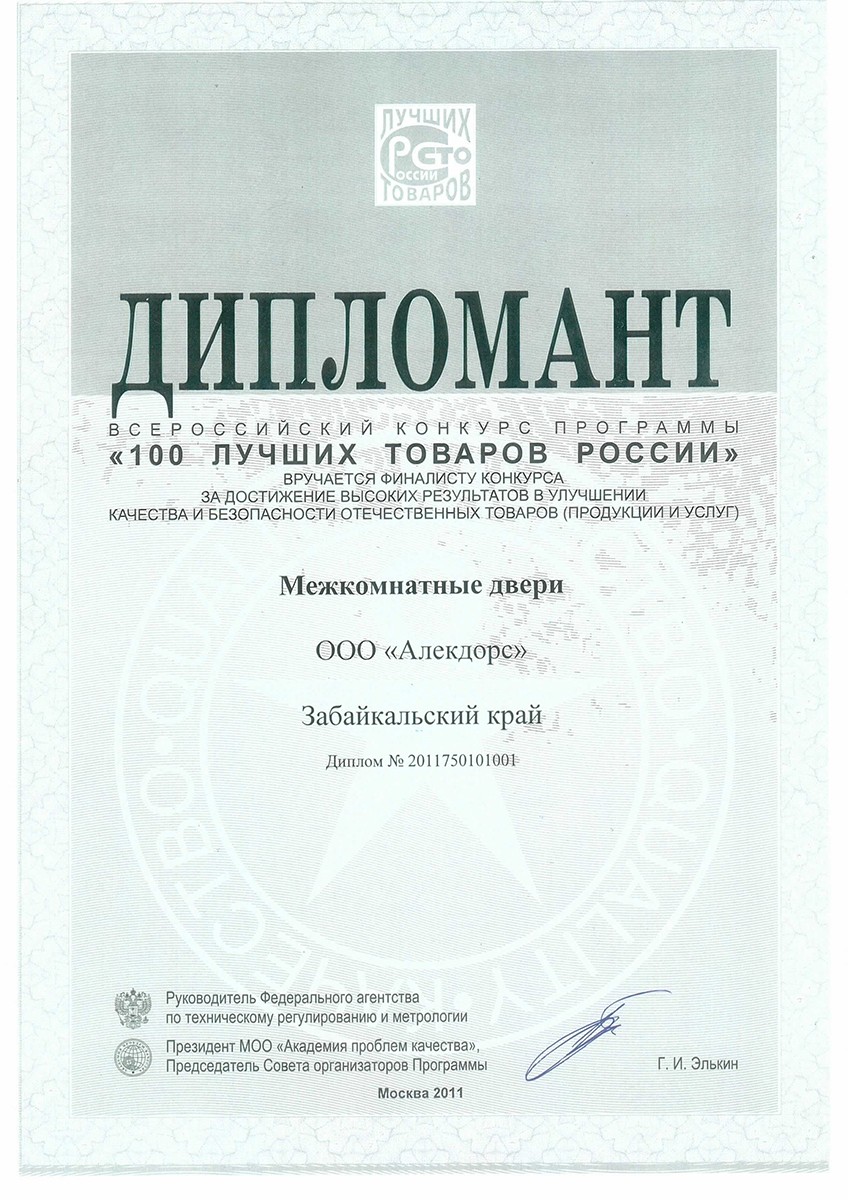 ЛУЧШИХ
СТО
РОССИИ
ТОВАРОВ
ДИПЛОМАНТ
ВСЕРОССИЙСКИЙ КОНКУРС ПРОГРАММЫ
«100 ЛУЧШИХ ТОВАРОВ РОССИИ»
ВРУЧАЕТСЯ ФИНАЛИСТУ КОНКУРСА
ЗА ДОСТИЖЕНИЕ ВЫСОКИХ РЕЗУЛЬТАТОВ В УЛУЧШЕНИИ
КАЧЕСТВА И БЕЗОПАСНОСТИ ОТЕЧЕСТВЕННЫХ ТОВАРОВ (ПРОДУКЦИИ И УСЛУГ)
Межкомнатные двери
ООО «Алекдорс»
Забайкальский край
Диплом № 2011750101001
QUALITY
Руководитель Федерального агентства
по техническому регулированию и метрологии
Президент МОО «Академия проблем качества»,
Председатель Совета организаторов Программы
Г. И. Элькин
Москва 2011